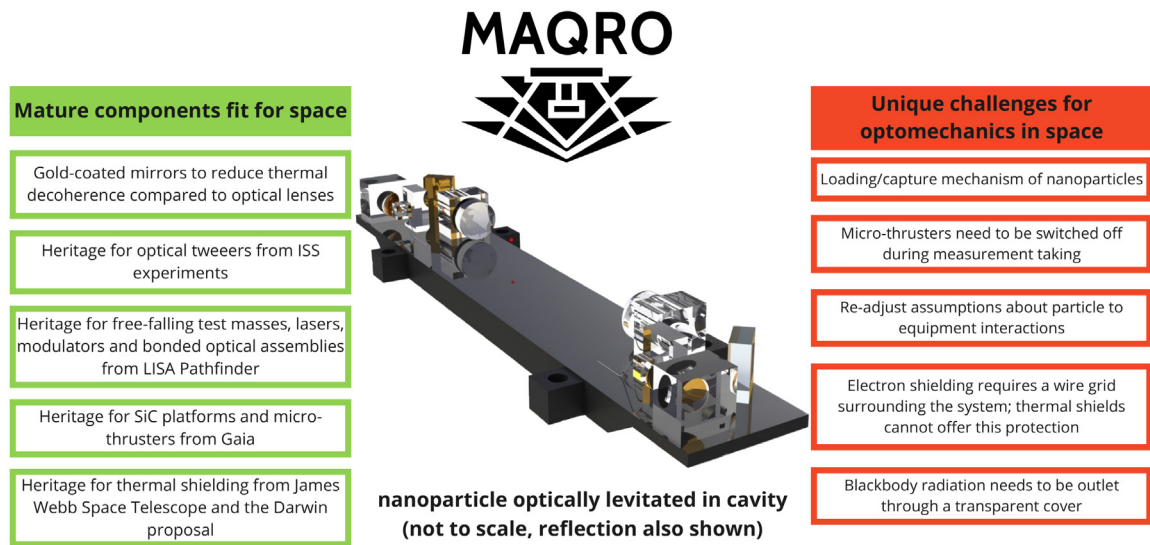 MAQRO
Mature components fit for space
Gold-coated mirrors to reduce thermal
decoherence compared to optical lenses
Heritage for optical tweeers from ISS
experiments
Heritage for free-falling test masses, lasers,
modulators and bonded optical assemblies
from LISA Pathfinder
Heritage for SiC platforms and micro-
thrusters from Gaia
Heritage for thermal shielding from James
Webb Space Telescope and the Darwin
proposal
nanoparticle optically levitated in cavity
(not to scale, reflection also shown)
Unique challenges for
optomechanics in space
Loading/capture mechanism of nanoparticles
Micro-thrusters need to be switched off
during measurement taking
Re-adjust assumptions about particle to
equipment interactions
Electron shielding requires a wire grid
surrounding the system; thermal shields
cannot offer this protection
Blackbody radiation needs to be outlet
through a transparent cover